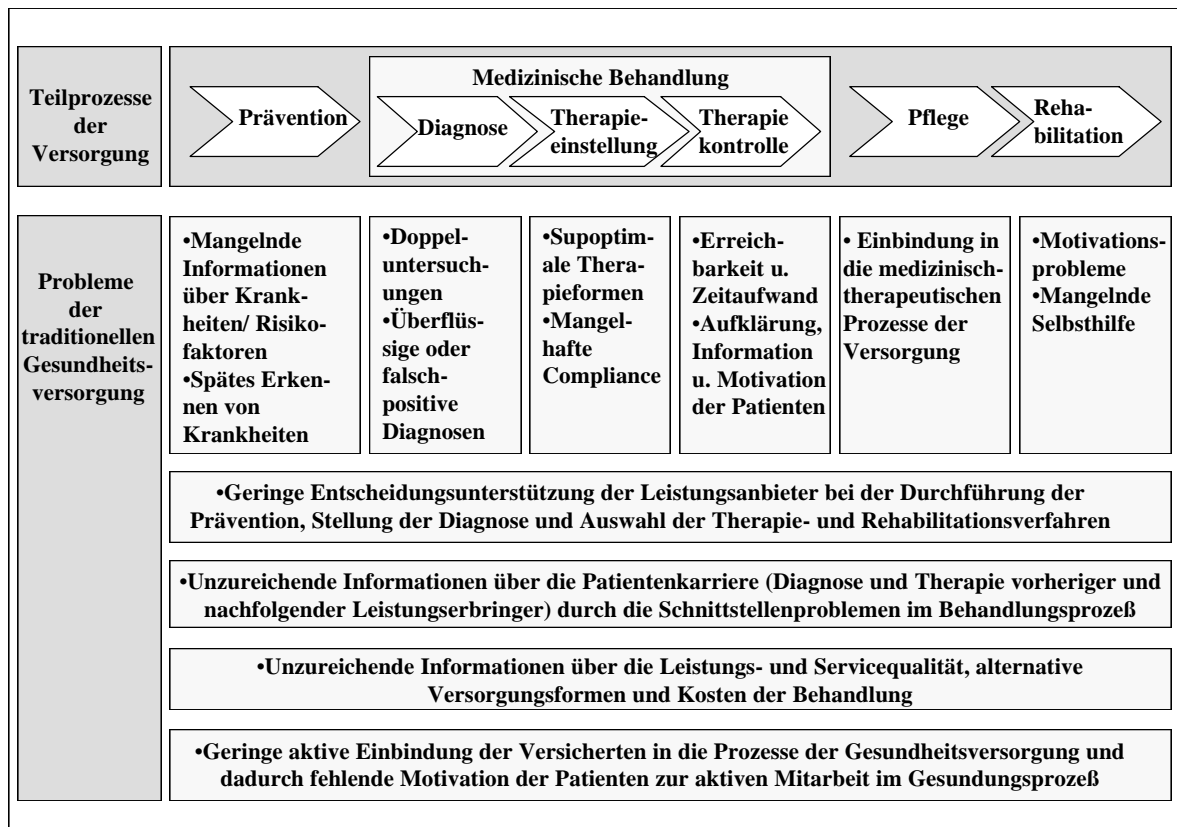 Teilprozesse
der
Versorgung
Prävention
Medizinische Behandlung
Diagnose
Therapie-
einstellung
Therapie
kontrolle
Pflege
Reha-
bilitation
Probleme
der
traditionellen
Gesundheits-
versorgung
•Mangelnde
Informationen
über Krank-
heiten/ Risiko-
faktoren
•Spätes Erken-
nen von
Krankheiten
•Doppel-
untersuch-
ungen
•Überflüs-
sige oder
falsch-
positive
Diagnosen
•Supoptim-
ale Thera-
pieformen
•Mangel-
hafte
Compliance
•Erreich-
barkeit u.
Zeitaufwand
•Aufklärung,
Information
u. Motivation
der Patienten
• Einbindung in
die medizinisch-
therapeutischen
Prozesse der
Versorgung
•Motivations-
probleme
•Mangelnde
Selbsthilfe
•Geringe Entscheidungsunterstützung der Leistungsanbieter bei der Durchführung der
Prävention, Stellung der Diagnose und Auswahl der Therapie- und Rehabilitationsverfahren
•Unzureichende Informationen über die Patientenkarriere (Diagnose und Therapie vorheriger und
nachfolgender Leistungserbringer) durch die Schnittstellenproblemen im Behandlungsprozeß
•Unzureichende Informationen über die Leistungs- und Servicequalität, alternative
Versorgungsformen und Kosten der Behandlung
•Geringe aktive Einbindung der Versicherten in die Prozesse der Gesundheitsversorgung und
dadurch fehlende Motivation der Patienten zur aktiven Mitarbeit im Gesundungsprozeß